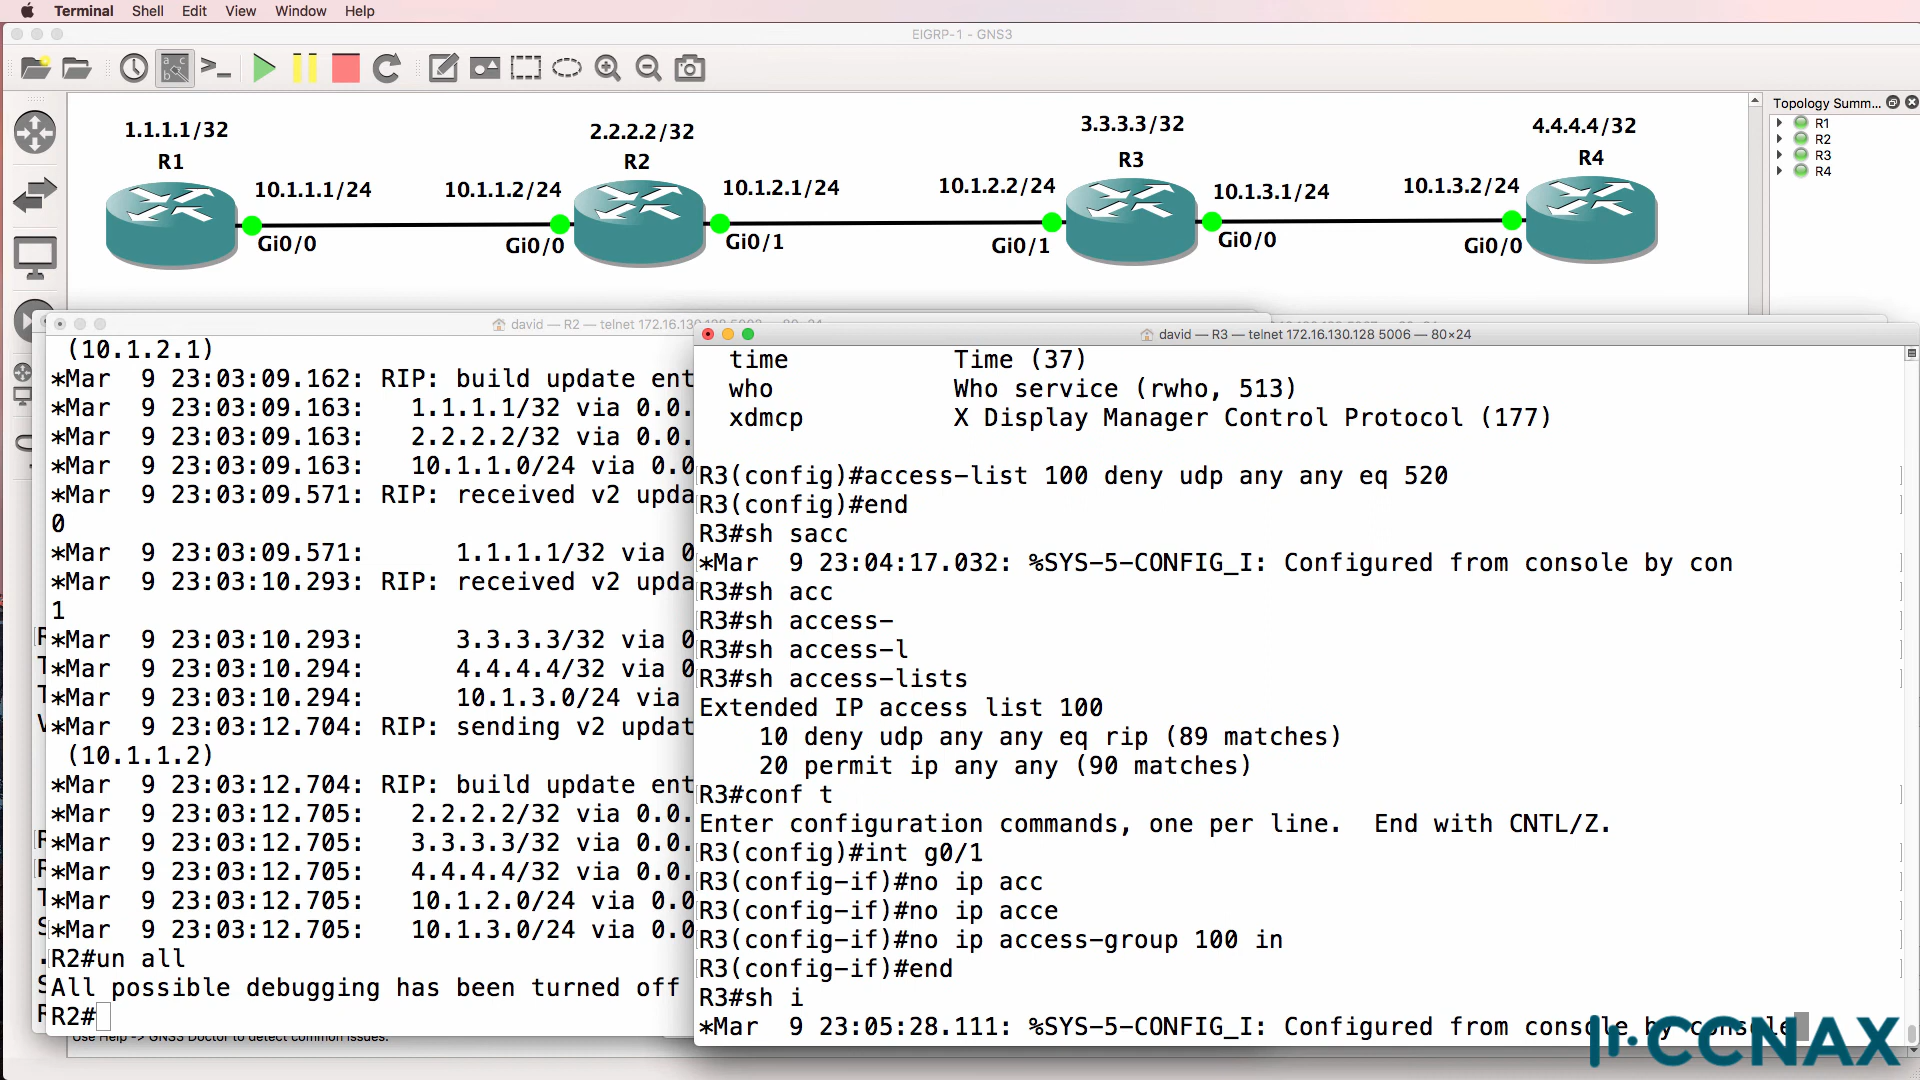 Terminal Shell Edit View Window Help
EIGRP-1 - GNS3
Topology Summ...
R1
R2
R3
R4
1.1.1.1/32
R1
10.1.1.1/24
Gi0/0
2.2.2.2/32
R2
10.1.1.2/24
Gi0/0
10.1.2.1/24
Gi0/1
3.3.3.3/32
R3
10.1.2.2/24
Gi0/1
10.1.3.1/24
Gi0/0
4.4.4.4/32
R4
10.1.3.2/24
Gi0/0
david — R2 — telnet 172.16.130.128
(10.1.2.1)
*Mar  9 23:03:09.162: RIP: build update ent
*Mar  9 23:03:09.163:   1.1.1.1/32 via 0.0.
*Mar  9 23:03:09.163:   2.2.2.2/32 via 0.0.
*Mar  9 23:03:09.163:   10.1.1.0/24 via 0.0
*Mar  9 23:03:09.571: RIP: received v2 upda
0
*Mar  9 23:03:09.571:      1.1.1.1/32 via 0
*Mar  9 23:03:10.293: RIP: received v2 upda
1
*Mar  9 23:03:10.293:      3.3.3.3/32 via 0
*Mar  9 23:03:10.294:      4.4.4.4/32 via 0
*Mar  9 23:03:10.294:      10.1.3.0/24 via
*Mar  9 23:03:12.704: RIP: sending v2 updat
(10.1.1.2)
*Mar  9 23:03:12.704: RIP: build update ent
*Mar  9 23:03:12.705:   2.2.2.2/32 via 0.0.
*Mar  9 23:03:12.705:   3.3.3.3/32 via 0.0.
*Mar  9 23:03:12.705:   4.4.4.4/32 via 0.0.
*Mar  9 23:03:12.705:   10.1.2.0/24 via 0.0
*Mar  9 23:03:12.705:   10.1.3.0/24 via 0.0
R2#un all
All possible debugging has been turned off
R2#
Use Help -> GNS3 Doctor to detect common issues.
david — R3 — telnet 172.16.130.128 5006 — 80×24
time           Time (37)
who            Who service (rwho, 513)
xdmcp          X Display Manager Control Protocol (177)
R3(config)#access-list 100 deny udp any any eq 520
R3(config)#end
R3#sh sacc
*Mar  9 23:04:17.032: %SYS-5-CONFIG_I: Configured from console by con
R3#sh acc
R3#sh access-
R3#sh access-l
R3#sh access-lists
Extended IP access list 100
    10 deny udp any any eq rip (89 matches)
    20 permit ip any any (90 matches)
R3#conf t
Enter configuration commands, one per line.  End with CNTL/Z.
R3(config)#int g0/1
R3(config-if)#no ip acc
R3(config-if)#no ip acce
R3(config-if)#no ip access-group 100 in
R3(config-if)#end
R3#sh i
*Mar  9 23:05:28.111: %SYS-5-CONFIG_I: Configured from console by console
CCNAX